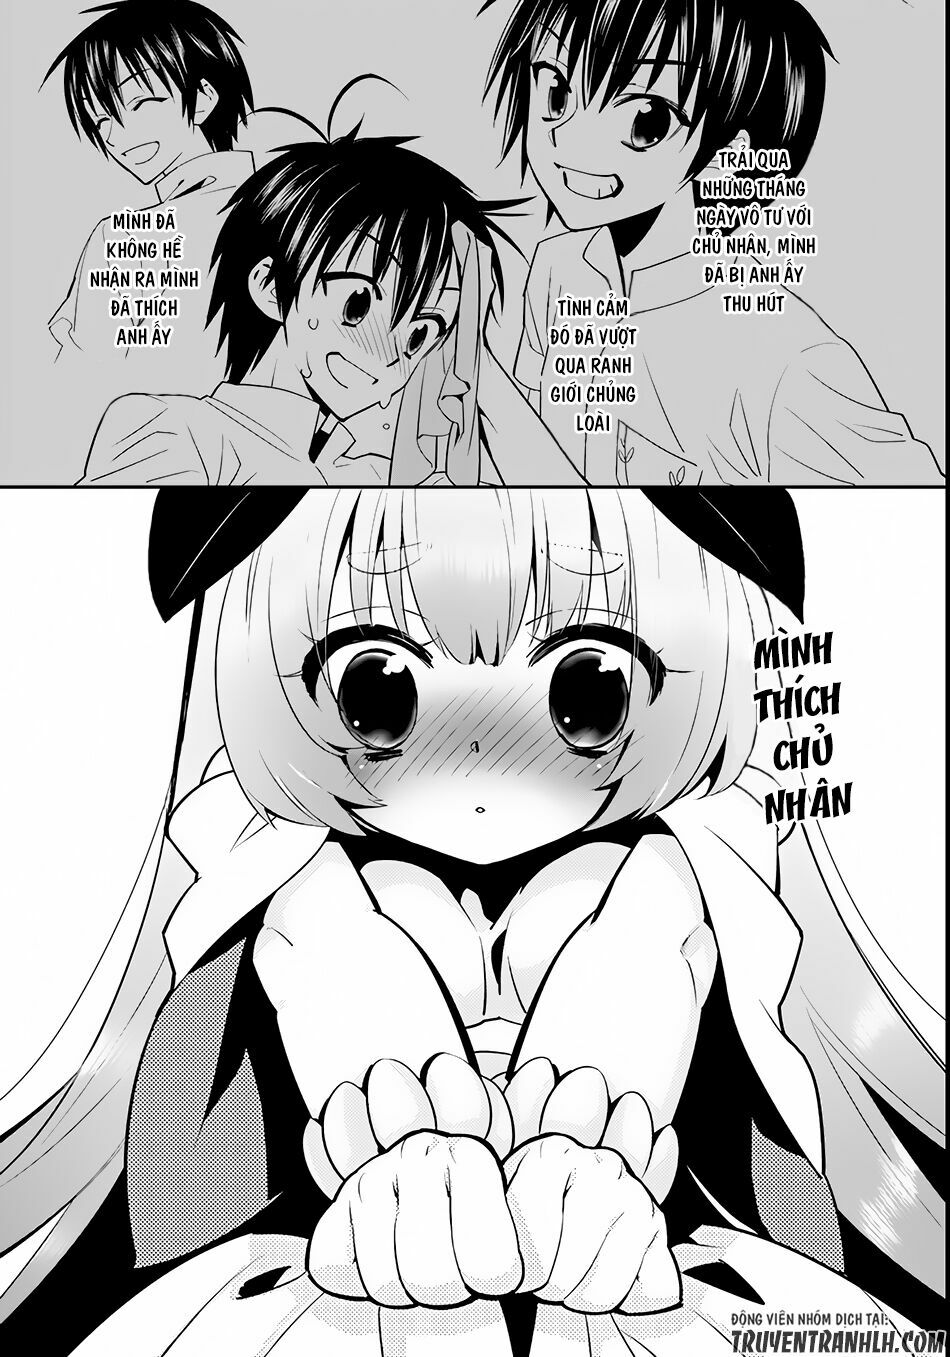 TRẢI QUA
NHỮNG THÁNG
NGÀY VÔ TƯ VỚI
CHỦ NHÂN, MÌNH
ĐÃ BỊ ANH ẤY
THU HÚT
TÌNH CẢM
ĐÓ ĐÃ VƯỢT
QUA RANH
GIỚI CHỦNG
LOÀI
MÌNH ĐÃ
KHÔNG HỀ
NHẬN RA MÌNH
ĐÃ THÍCH
ANH ẤY
MÌNH
THÍCH
CHỦ
NHÂN
ĐỘNG VIÊN NHÓM DỊCH TẠI:
TRUYENTRANHLH.COM